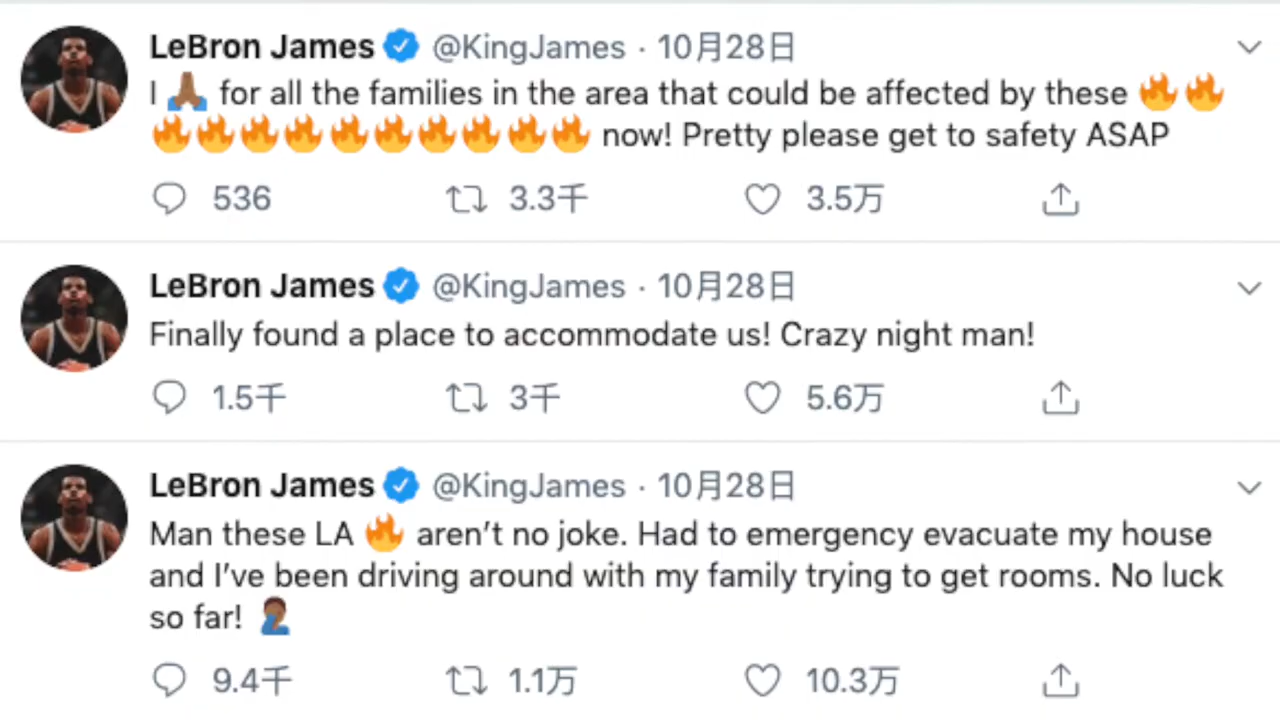 LeBron James @KingJames · 10月28日
I 🙏🏾 for all the families in the area that could be affected by these 🔥🔥
🔥🔥🔥🔥🔥🔥🔥🔥🔥🔥 now! Pretty please get to safety ASAP
536 3.3千 3.5万
LeBron James @KingJames · 10月28日
Finally found a place to accommodate us! Crazy night man!
1.5千 3千 5.6万
LeBron James @KingJames · 10月28日
Man these LA 🔥 aren’t no joke. Had to emergency evacuate my house
and I’ve been driving around with my family trying to get rooms. No luck
so far! 🤦🏾‍♂️
9.4千 1.1万 10.3万